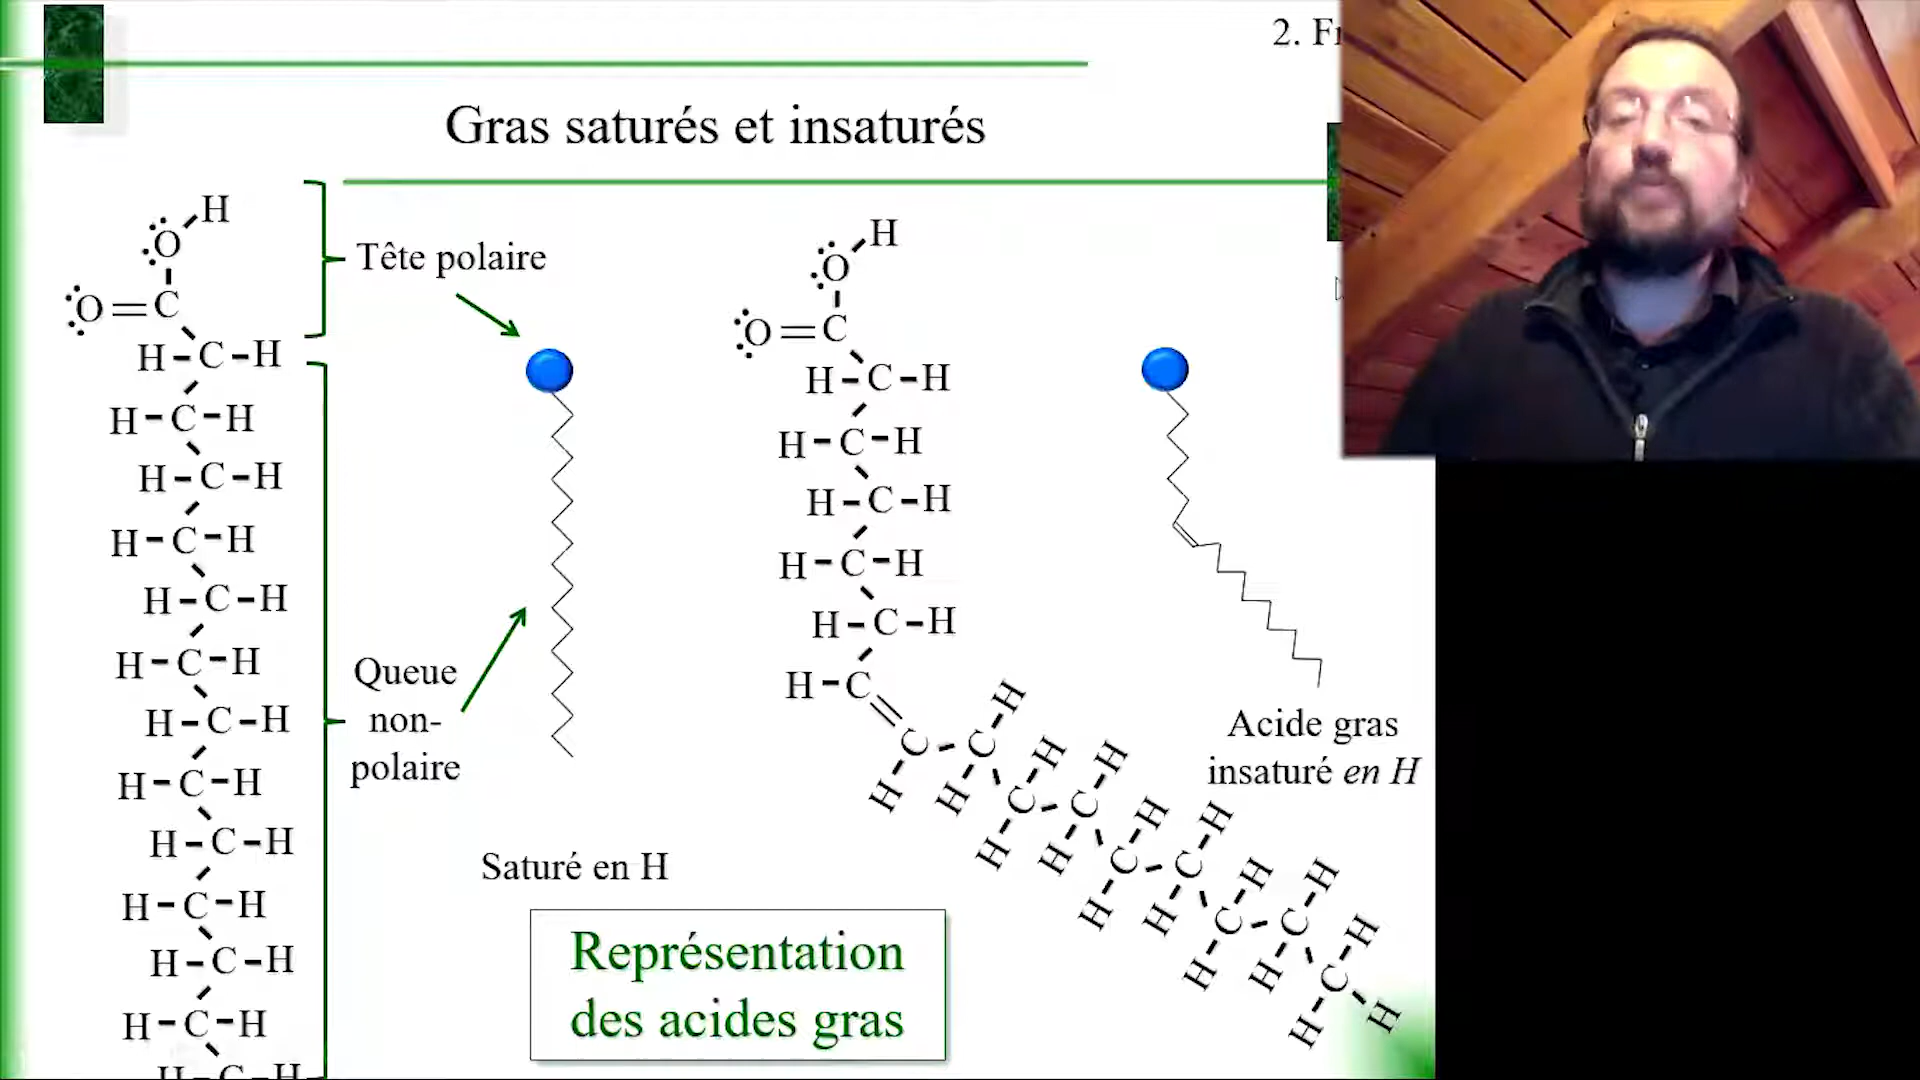 2. Fr
Gras saturés et insaturés
H
O
O=C
H-C-H
H-C-H
H-C-H
H-C-H
H-C-H
H-C-H
H-C-H
H-C-H
H-C-H
H-C-H
H-C-H
H-C-H
H-C-H
Tête polaire
Queue
non-
polaire
Saturé en H
Représentation
des acides gras
H
O
O=C
H-C-H
H-C-H
H-C-H
H-C-H
H-C-H
H-C
C-H
H-C-H
H-C-H
H-C-H
H-C-H
H-C-H
H-C-H
H-C-H
H-C-H
H
Acide gras
insaturé en H